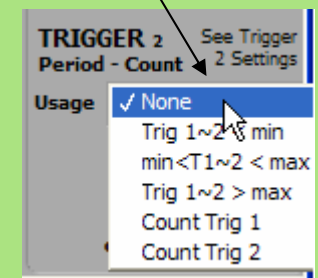 TRIGGER 2 See Trigger
Period - Count 2 Settings
Usage ✓ None
Trig 1~2 < min
min<T1~2 < max
Trig 1~2 > max
Count Trig 1
Count Trig 2